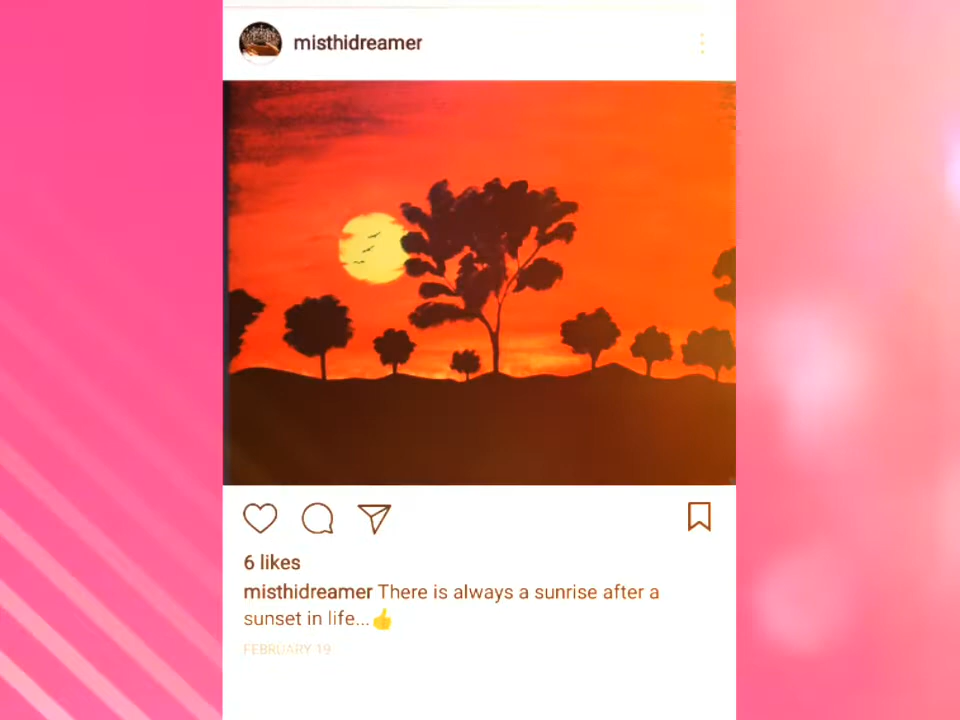 misthidreamer
6 likes
misthidreamer There is always a sunrise after a
sunset in life...👍
FEBRUARY 19